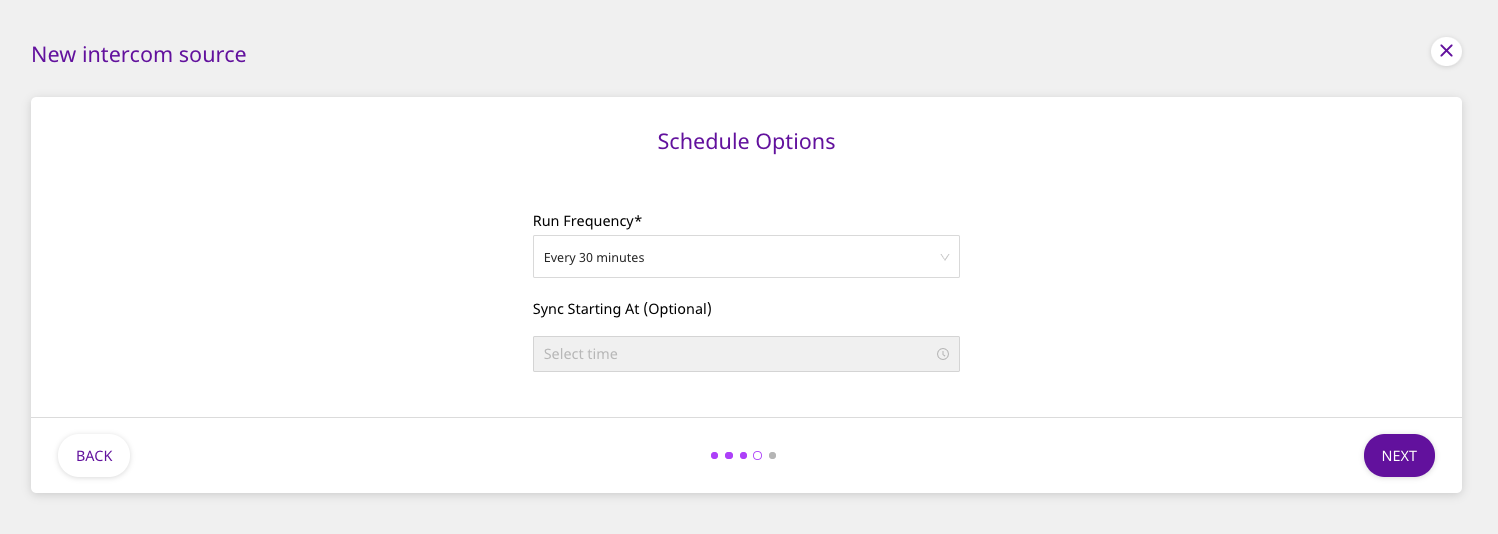 New intercom source
Schedule Options
Run Frequency*
Every 30 minutes
Sync Starting At (Optional)
Select time
BACK
NEXT